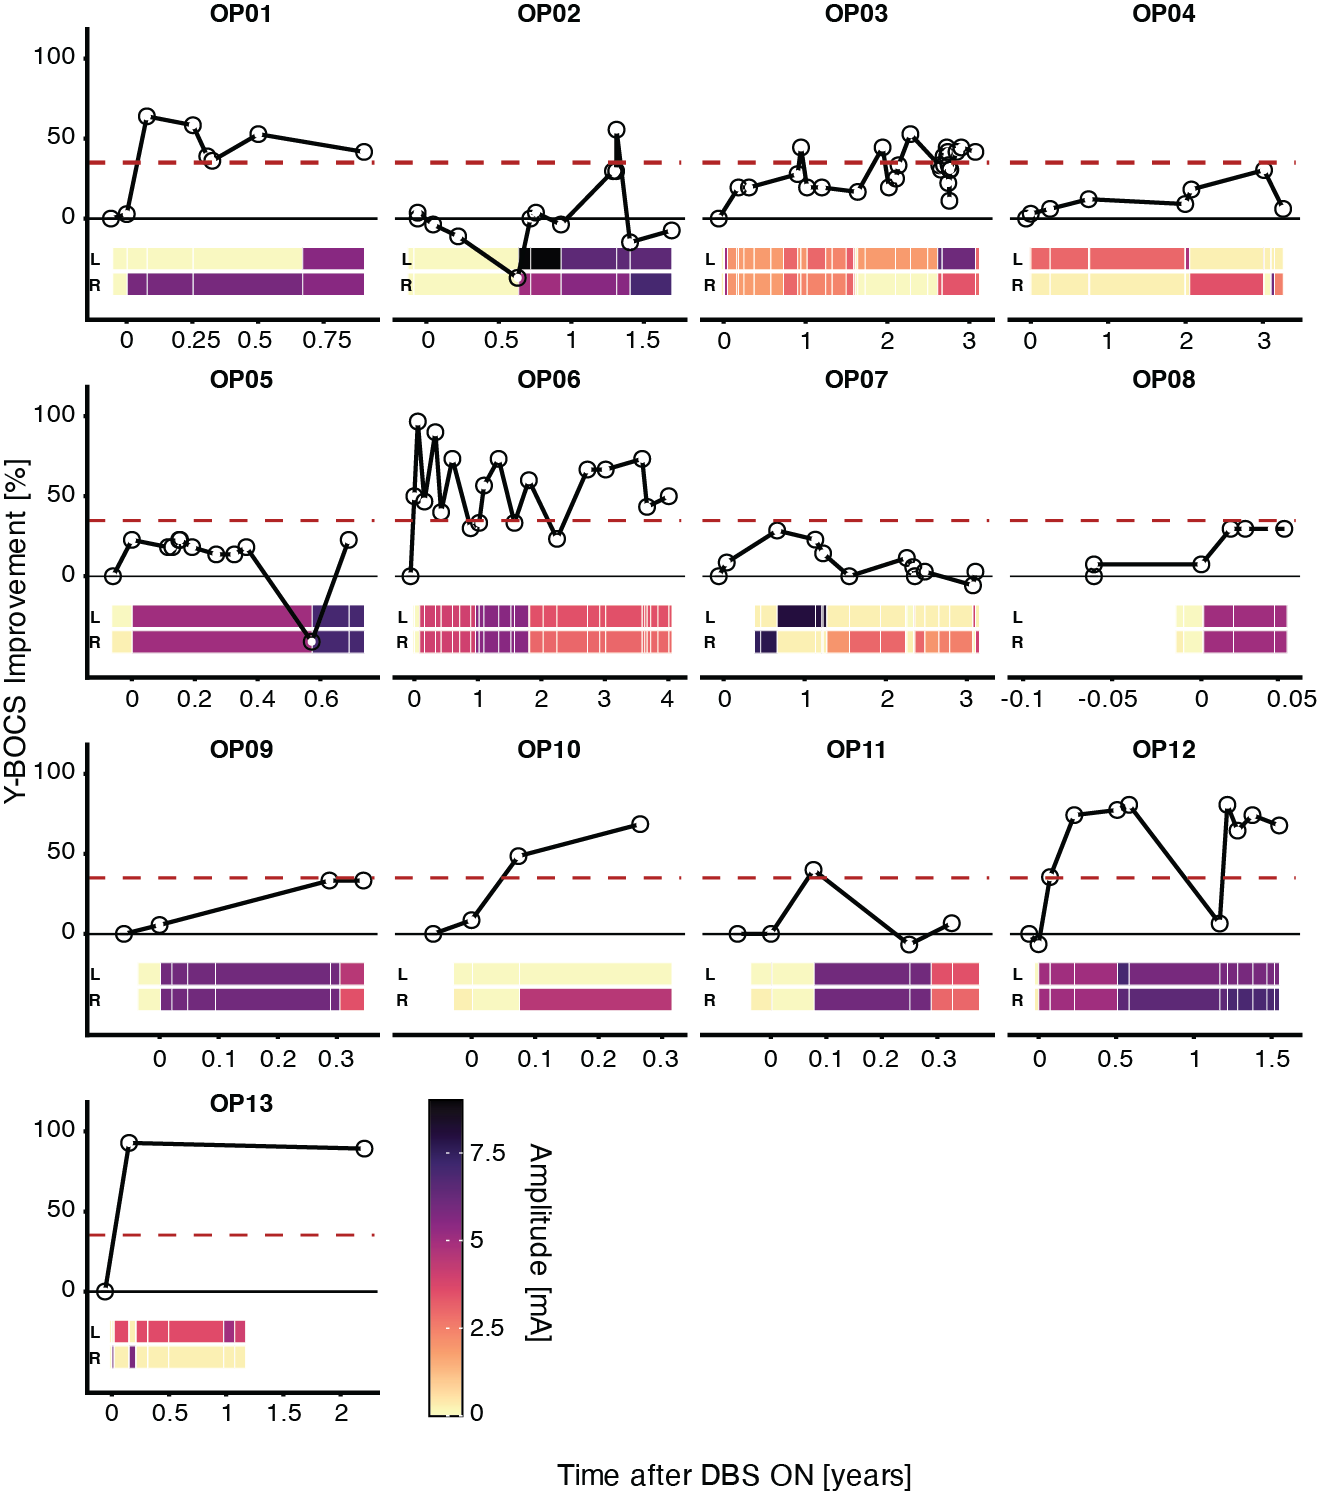 OP01 OP02 OP03 OP04
100
50
0
L L L L
R R R R
0 0.25 0.5 0.75 0 0.5 1 1.5 0 1 2 3 0 1 2 3
OP05 OP06 OP07 OP08
100
50
0
L L L L
R R R R
0 0.2 0.4 0.6 0 1 2 3 4 0 1 2 3 -0.1 -0.05 0 0.05
Y-BOCS Improvement [%]
OP09 OP10 OP11 OP12
100
50
0
L L L L
R R R R
0 0.1 0.2 0.3 0 0.1 0.2 0.3 0 0.1 0.2 0.3 0 0.5 1 1.5
OP13
100
50
0
L
R
0 0.5 1 1.5 2
7.5
5
2.5
0
Amplitude [mA]
Time after DBS ON [years]